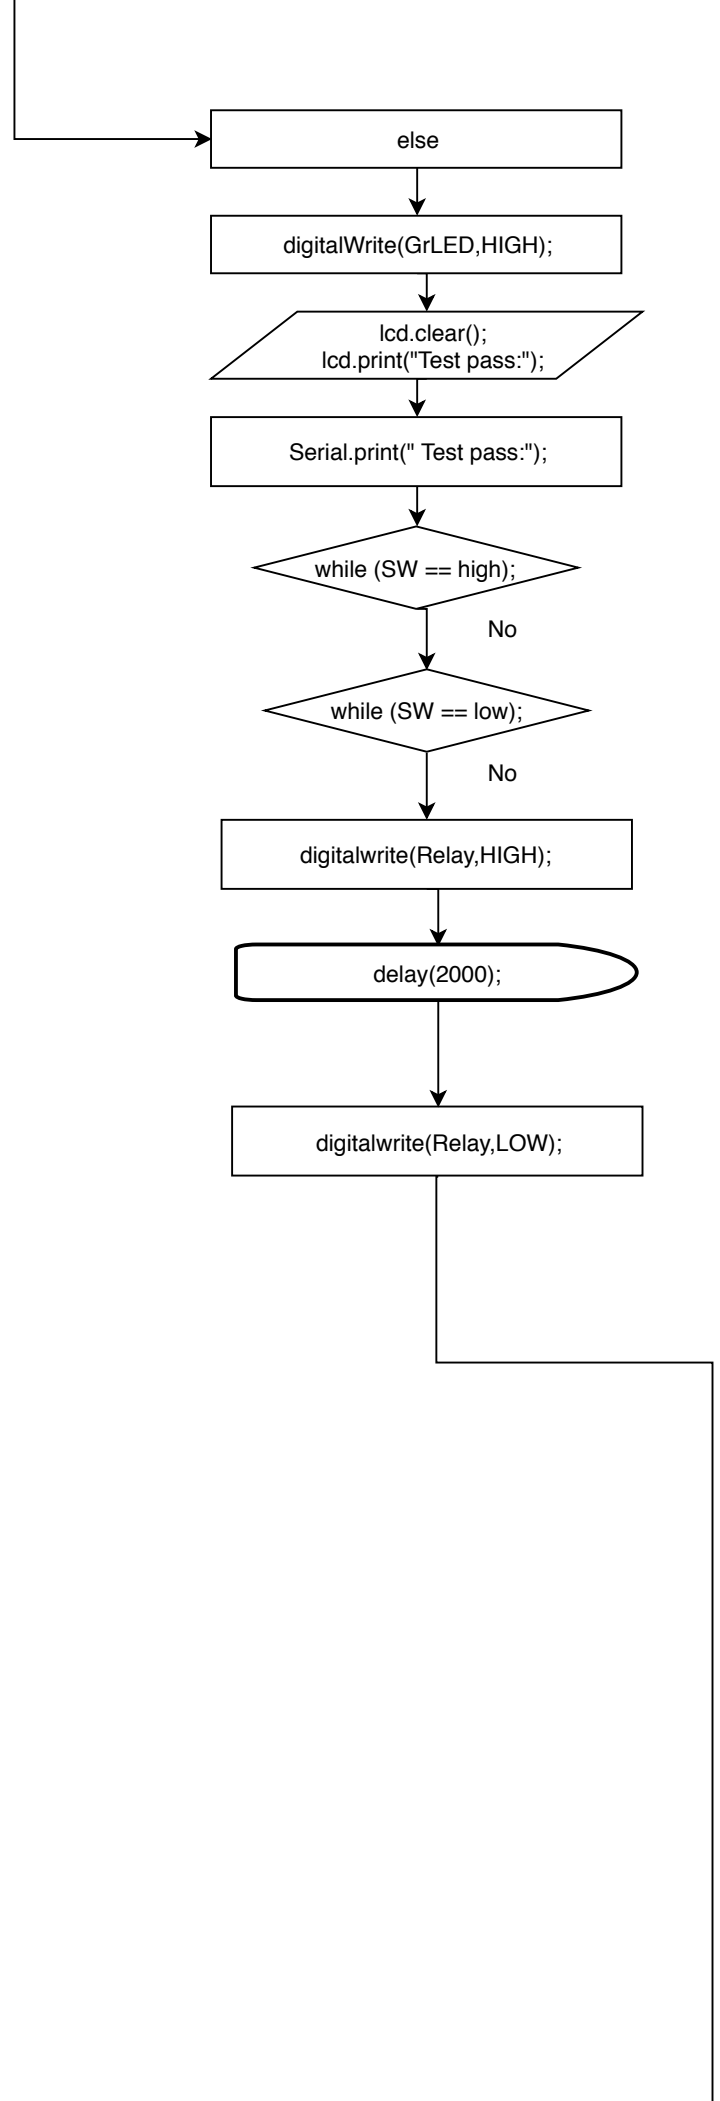 else
digitalWrite(GrLED,HIGH);
lcd.clear();
lcd.print("Test pass:");
Serial.print(" Test pass:");
while (SW == high);
No
while (SW == low);
No
digitalwrite(Relay,HIGH);
delay(2000);
digitalwrite(Relay,LOW);